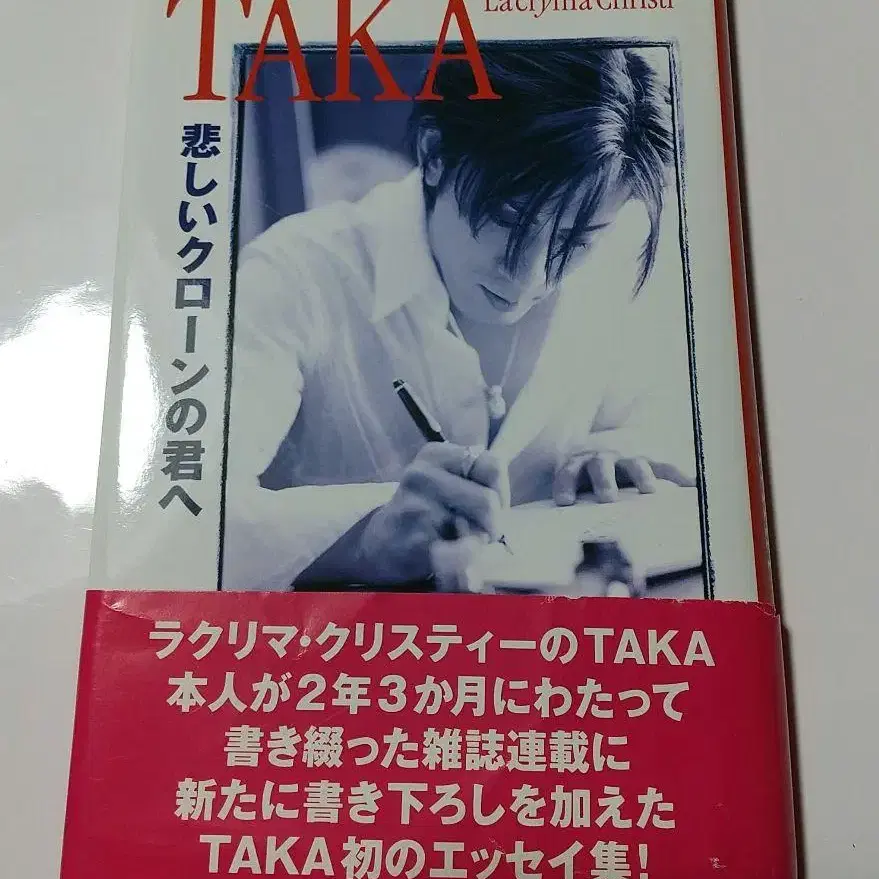 La'cryma Christi
TAKA
悲しいクローンの君へ
ラクリマ・クリスティーのTAKA
本人が2年3か月にわたって
書き綴った雑誌連載に
新たに書き下ろしを加えた
TAKA初のエッセイ集!